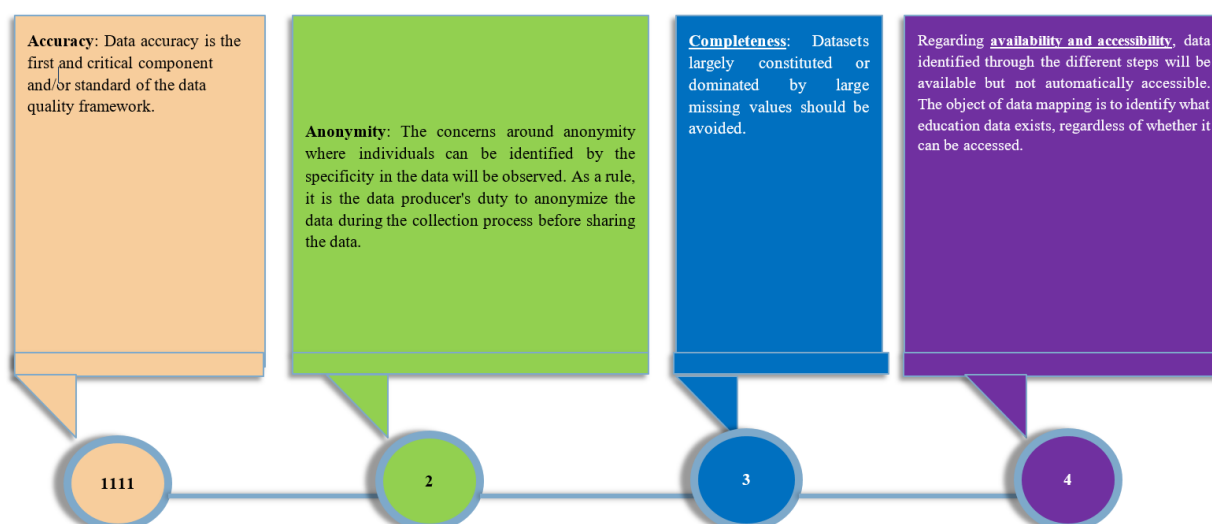 Accuracy: Data accuracy is the
first and critical component
and/or standard of the data
quality framework.
Anonymity: The concerns around anonymity
where individuals can be identified by the
specificity in the data will be observed. As a rule,
it is the data producer's duty to anonymize the
data during the collection process before sharing
the data.
Completeness: Datasets
largely constituted or
dominated by large
missing values should be
avoided.
Regarding availability and accessibility, data
identified through the different steps will be
available but not automatically accessible.
The object of data mapping is to identify what
education data exists, regardless of whether it
can be accessed.
1111
2
3
4